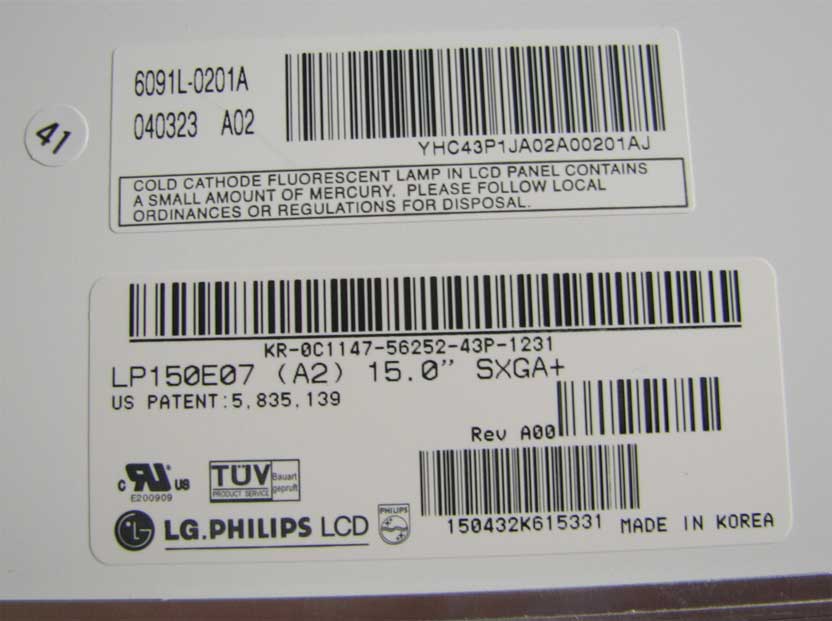 6091L-0201A
040323 A02
41
YHC43P1JA02A00201AJ
COLD CATHODE FLUORESCENT LAMP IN LCD PANEL CONTAINS
A SMALL AMOUNT OF MERCURY. PLEASE FOLLOW LOCAL
ORDINANCES OR REGULATIONS FOR DISPOSAL.
KR-0C1147-56252-43P-1231
LP150E07 (A2) 15.0" SXGA+
US PATENT:5,835,139
Rev A00
c RU US
E200909
TÜV
PRODUCT SERVICE
Bauart
geprüft
LG.PHILIPS LCD
PHILIPS
150432K615331
MADE IN KOREA